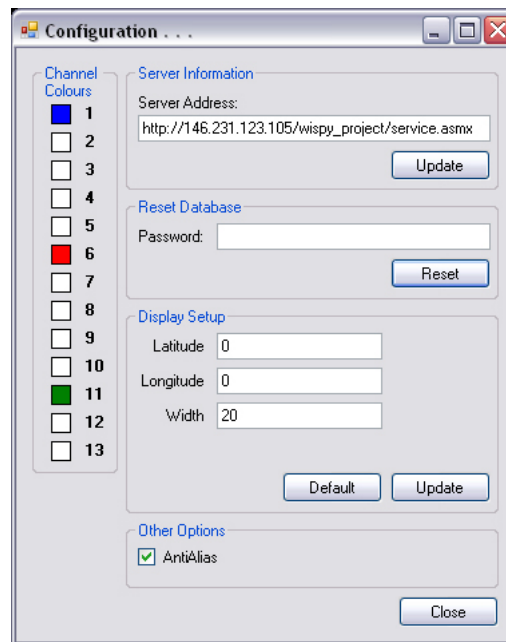 Configuration . . .
Channel
Colours
1
2
3
4
5
6
7
8
9
10
11
12
13
Server Information
Server Address:
http://146.231.123.105/wispy_project/service.asmx
Update
Reset Database
Password:
Reset
Display Setup
Latitude 0
Longitude 0
Width 20
Default Update
Other Options
AntiAlias
Close